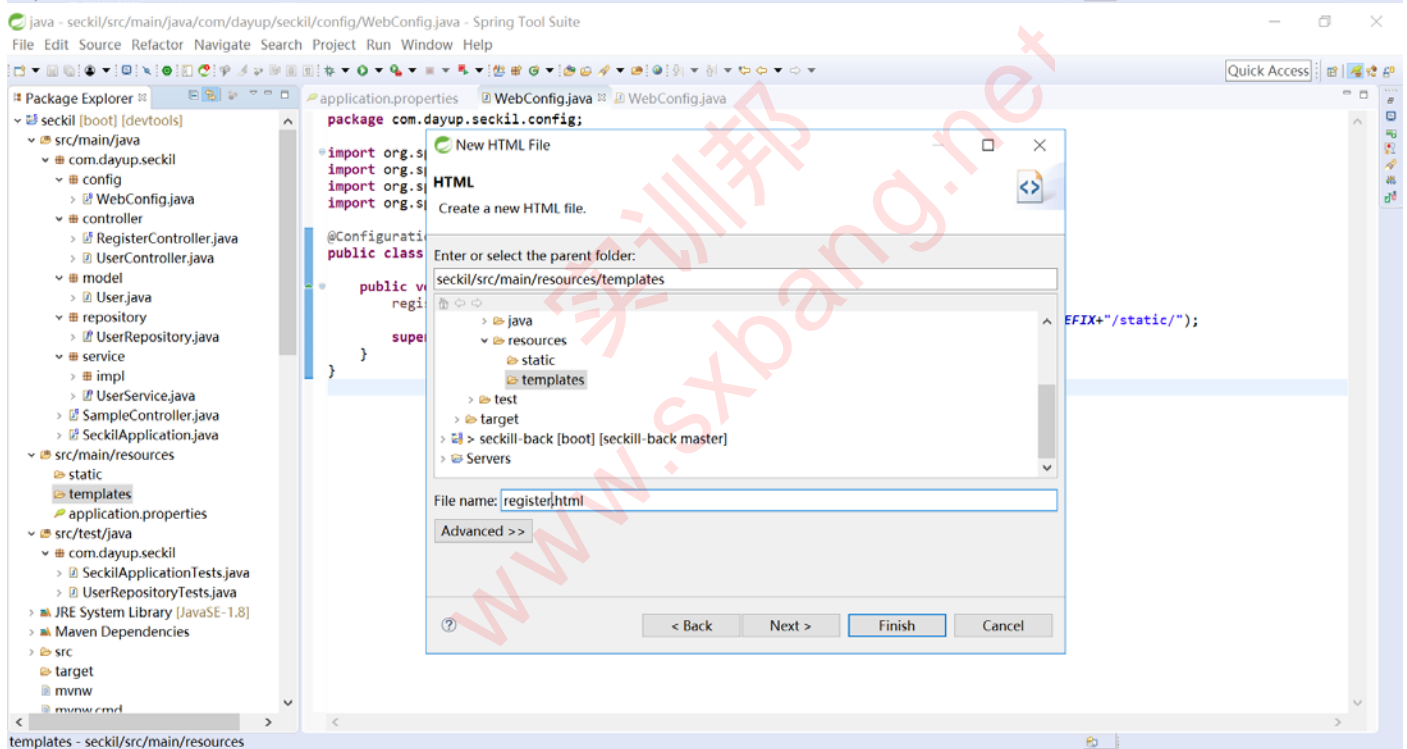 java - seckil/src/main/java/com/dayup/seckil/config/WebConfig.java - Spring Tool Suite
File Edit Source Refactor Navigate Search Project Run Window Help
Quick Access
Package Explorer
application.properties WebConfig.java WebConfig.java
seckil [boot] [devtools]
src/main/java
com.dayup.seckil
config
WebConfig.java
controller
RegisterController.java
UserController.java
model
User.java
repository
UserRepository.java
service
impl
UserService.java
SampleController.java
SeckilApplication.java
src/main/resources
static
templates
application.properties
src/test/java
com.dayup.seckil
SeckilApplicationTests.java
UserRepositoryTests.java
JRE System Library [JavaSE-1.8]
Maven Dependencies
src
target
mvnw
mvnw.cmd
package com.dayup.seckil.config;
import org.sp
import org.sp
import org.sp
import org.sp
@Configurati
public class
public v
regi
EFIX+"/static/");
supe
}
}
New HTML File
HTML
Create a new HTML file.
Enter or select the parent folder:
seckil/src/main/resources/templates
java
resources
static
templates
test
target
> seckill-back [boot] [seckill-back master]
Servers
File name: register.html
Advanced >>
< Back Next > Finish Cancel
templates - seckil/src/main/resources
实训邦
www.sxbang.net